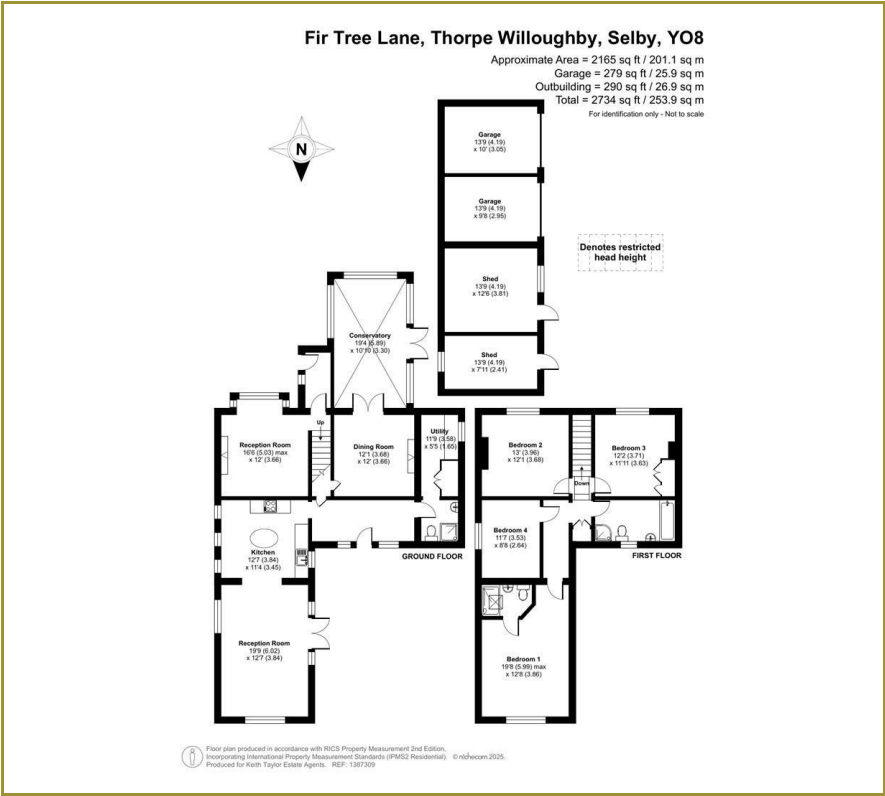 Fir Tree Lane, Thorpe Willoughby, Selby, YO8
Approximate Area = 2165 sq ft / 201.1 sq m
Garage = 279 sq ft / 25.9 sq m
Outbuilding = 290 sq ft / 26.9 sq m
Total = 2734 sq ft / 253.9 sq m
For identification only - Not to scale
N
Garage
13'9 (4.19)
x 10' (3.05)
Garage
13'9 (4.19)
x 9'8 (2.95)
Denotes restricted
head height
Shed
13'9 (4.19)
x 12'6 (3.81)
Shed
13'9 (4.19)
x 7'11 (2.41)
Conservatory
19'4 (5.89)
x 10'10 (3.30)
Up
Reception Room
16'6 (5.03) max
x 12' (3.66)
Dining Room
12'1 (3.68)
x 12' (3.66)
Utility
11'9 (3.58)
x 5'5 (1.65)
Kitchen
12'7 (3.84)
x 11'4 (3.45)
GROUND FLOOR
Reception Room
19'9 (6.02)
x 12'7 (3.84)
Bedroom 2
13' (3.96)
x 12'1 (3.68)
Bedroom 3
12'2 (3.71)
x 11'11 (3.63)
Down
Bedroom 4
11'7 (3.53)
x 8'8 (2.64)
FIRST FLOOR
Bedroom 1
19'8 (5.99) max
x 12'8 (3.86)
Floor plan produced in accordance with RICS Property Measurement 2nd Edition,
Incorporating International Property Measurement Standards (IPMS2 Residential). © nichecom 2025.
Produced for Keith Taylor Estate Agents. REF: 1387309